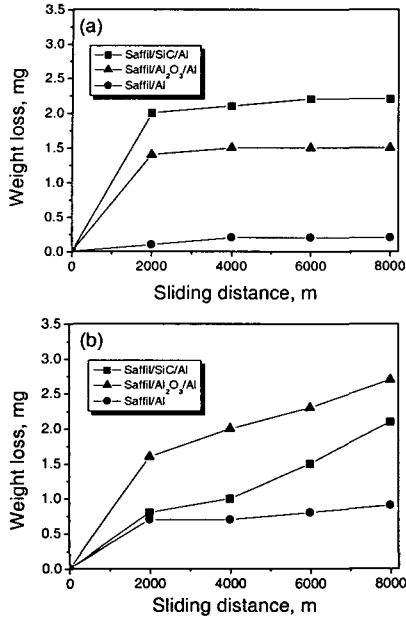 (a)
Saffil/SiC/Al
Saffil/Al₂O₃/Al
Saffil/Al
3.5
3.0
2.5
2.0
1.5
1.0
0.5
0.0
Weight loss, mg
0 2000 4000 6000 8000
Sliding distance, m
(b)
Saffil/SiC/Al
Saffil/Al₂O₃/Al
Saffil/Al
3.5
3.0
2.5
2.0
1.5
1.0
0.5
0.0
Weight loss, mg
0 2000 4000 6000 8000
Sliding distance, m